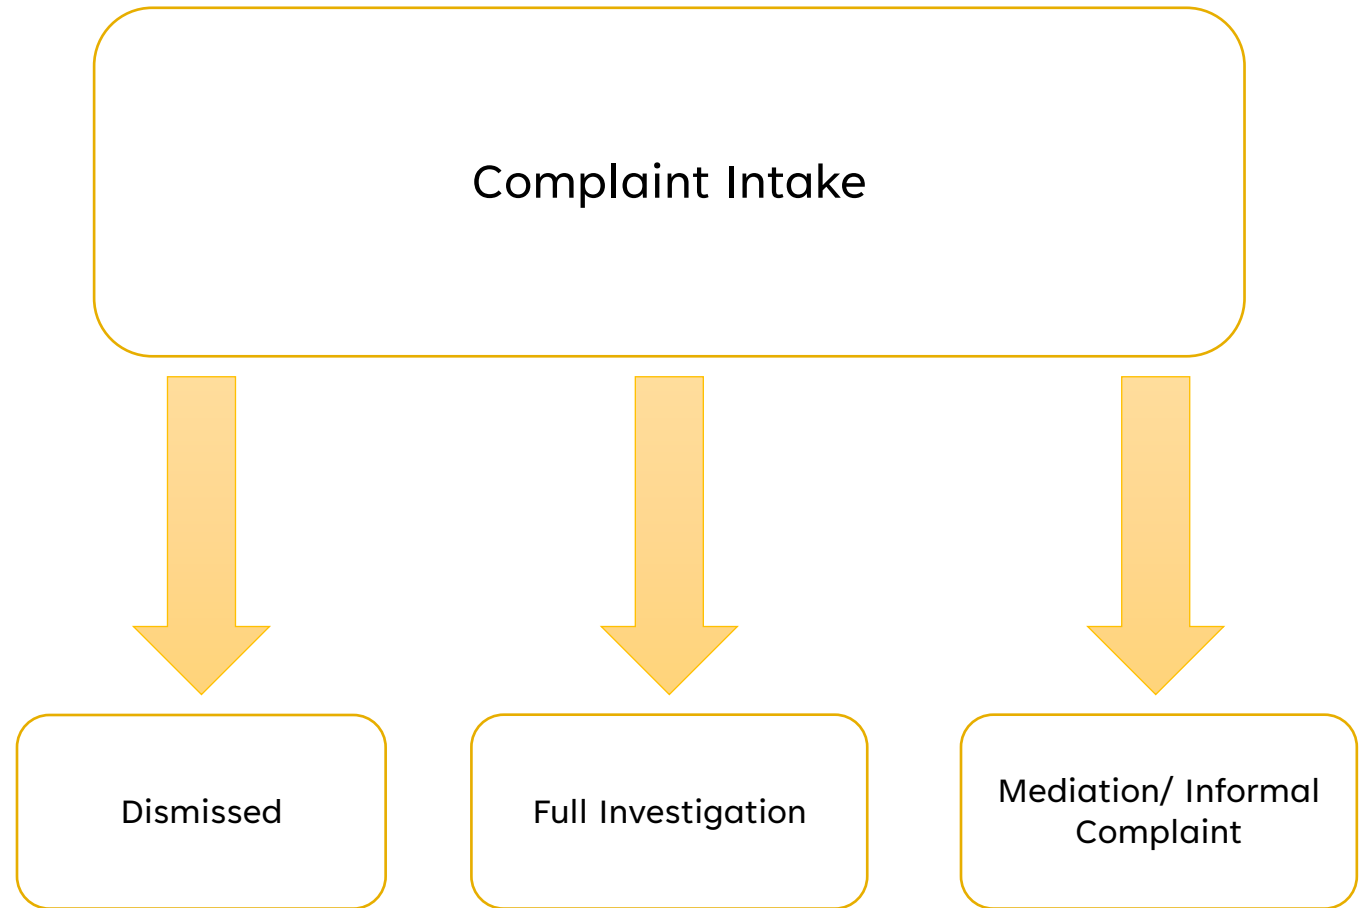 Complaint Intake
Dismissed
Full Investigation
Mediation/ Informal
Complaint